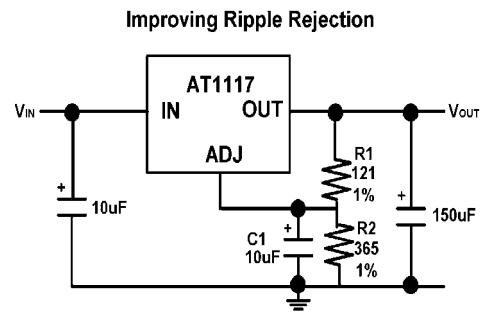 Improving Ripple Rejection
AT1117
VIN
IN
OUT
VOUT
ADJ
R1
121
1%
+
10uF
C1
+
10uF
R2
365
1%
+
150uF